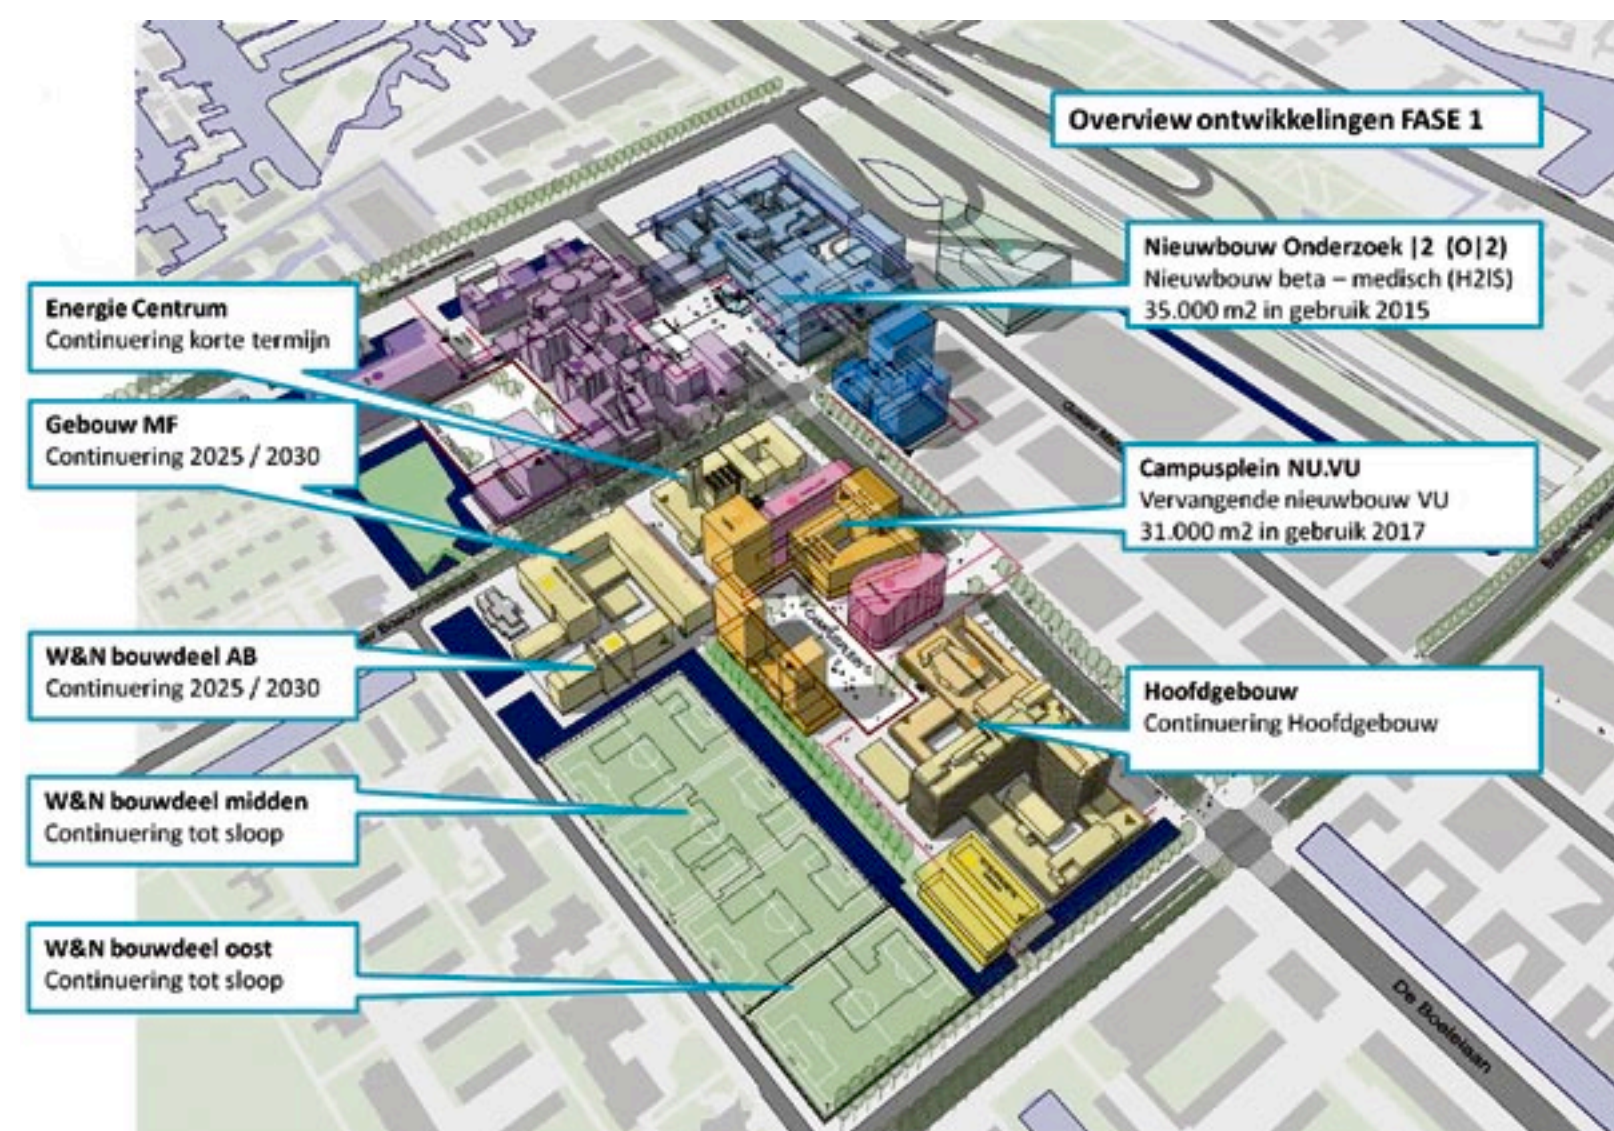 Overview ontwikkelingen FASE 1
Nieuwbouw Onderzoek |2 (O|2)
Nieuwbouw beta – medisch (H2lS)
35.000 m2 in gebruik 2015
Energie Centrum
Continuering korte termijn
Gebouw MF
Continuering 2025 / 2030
Campusplein NU.VU
Vervangende nieuwbouw VU
31.000 m2 in gebruik 2017
W&N bouwdeel AB
Continuering 2025 / 2030
Hoofdgebouw
Continuering Hoofdgebouw
W&N bouwdeel midden
Continuering tot sloop
W&N bouwdeel oost
Continuering tot sloop
De Boelelaan